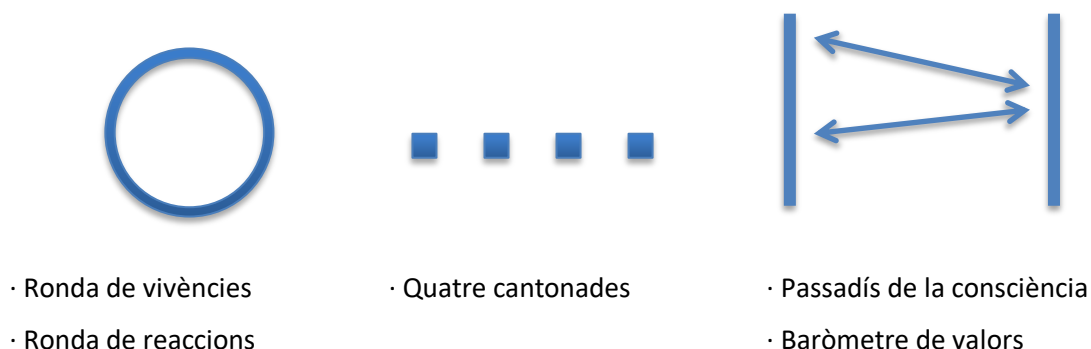 · Ronda de vivències
· Ronda de reaccions
· Quatre cantonades
· Passadís de la consciència
· Baròmetre de valors